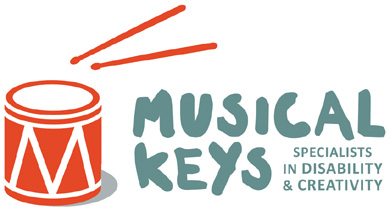 MUSICAL
KEYS
SPECIALISTS
IN DISABILITY
& CREATIVITY